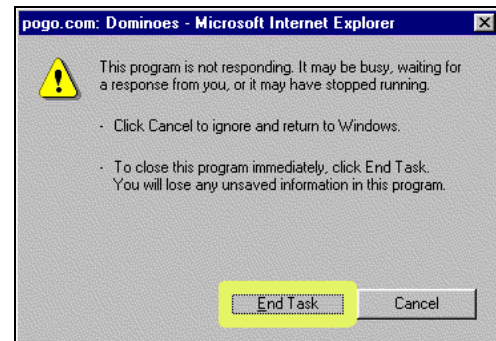 pogo.com: Dominoes - Microsoft Internet Explorer
This program is not responding. It may be busy, waiting for
a response from you, or it may have stopped running.
- Click Cancel to ignore and return to Windows.
- To close this program immediately, click End Task.
You will lose any unsaved information in this program.
End Task Cancel